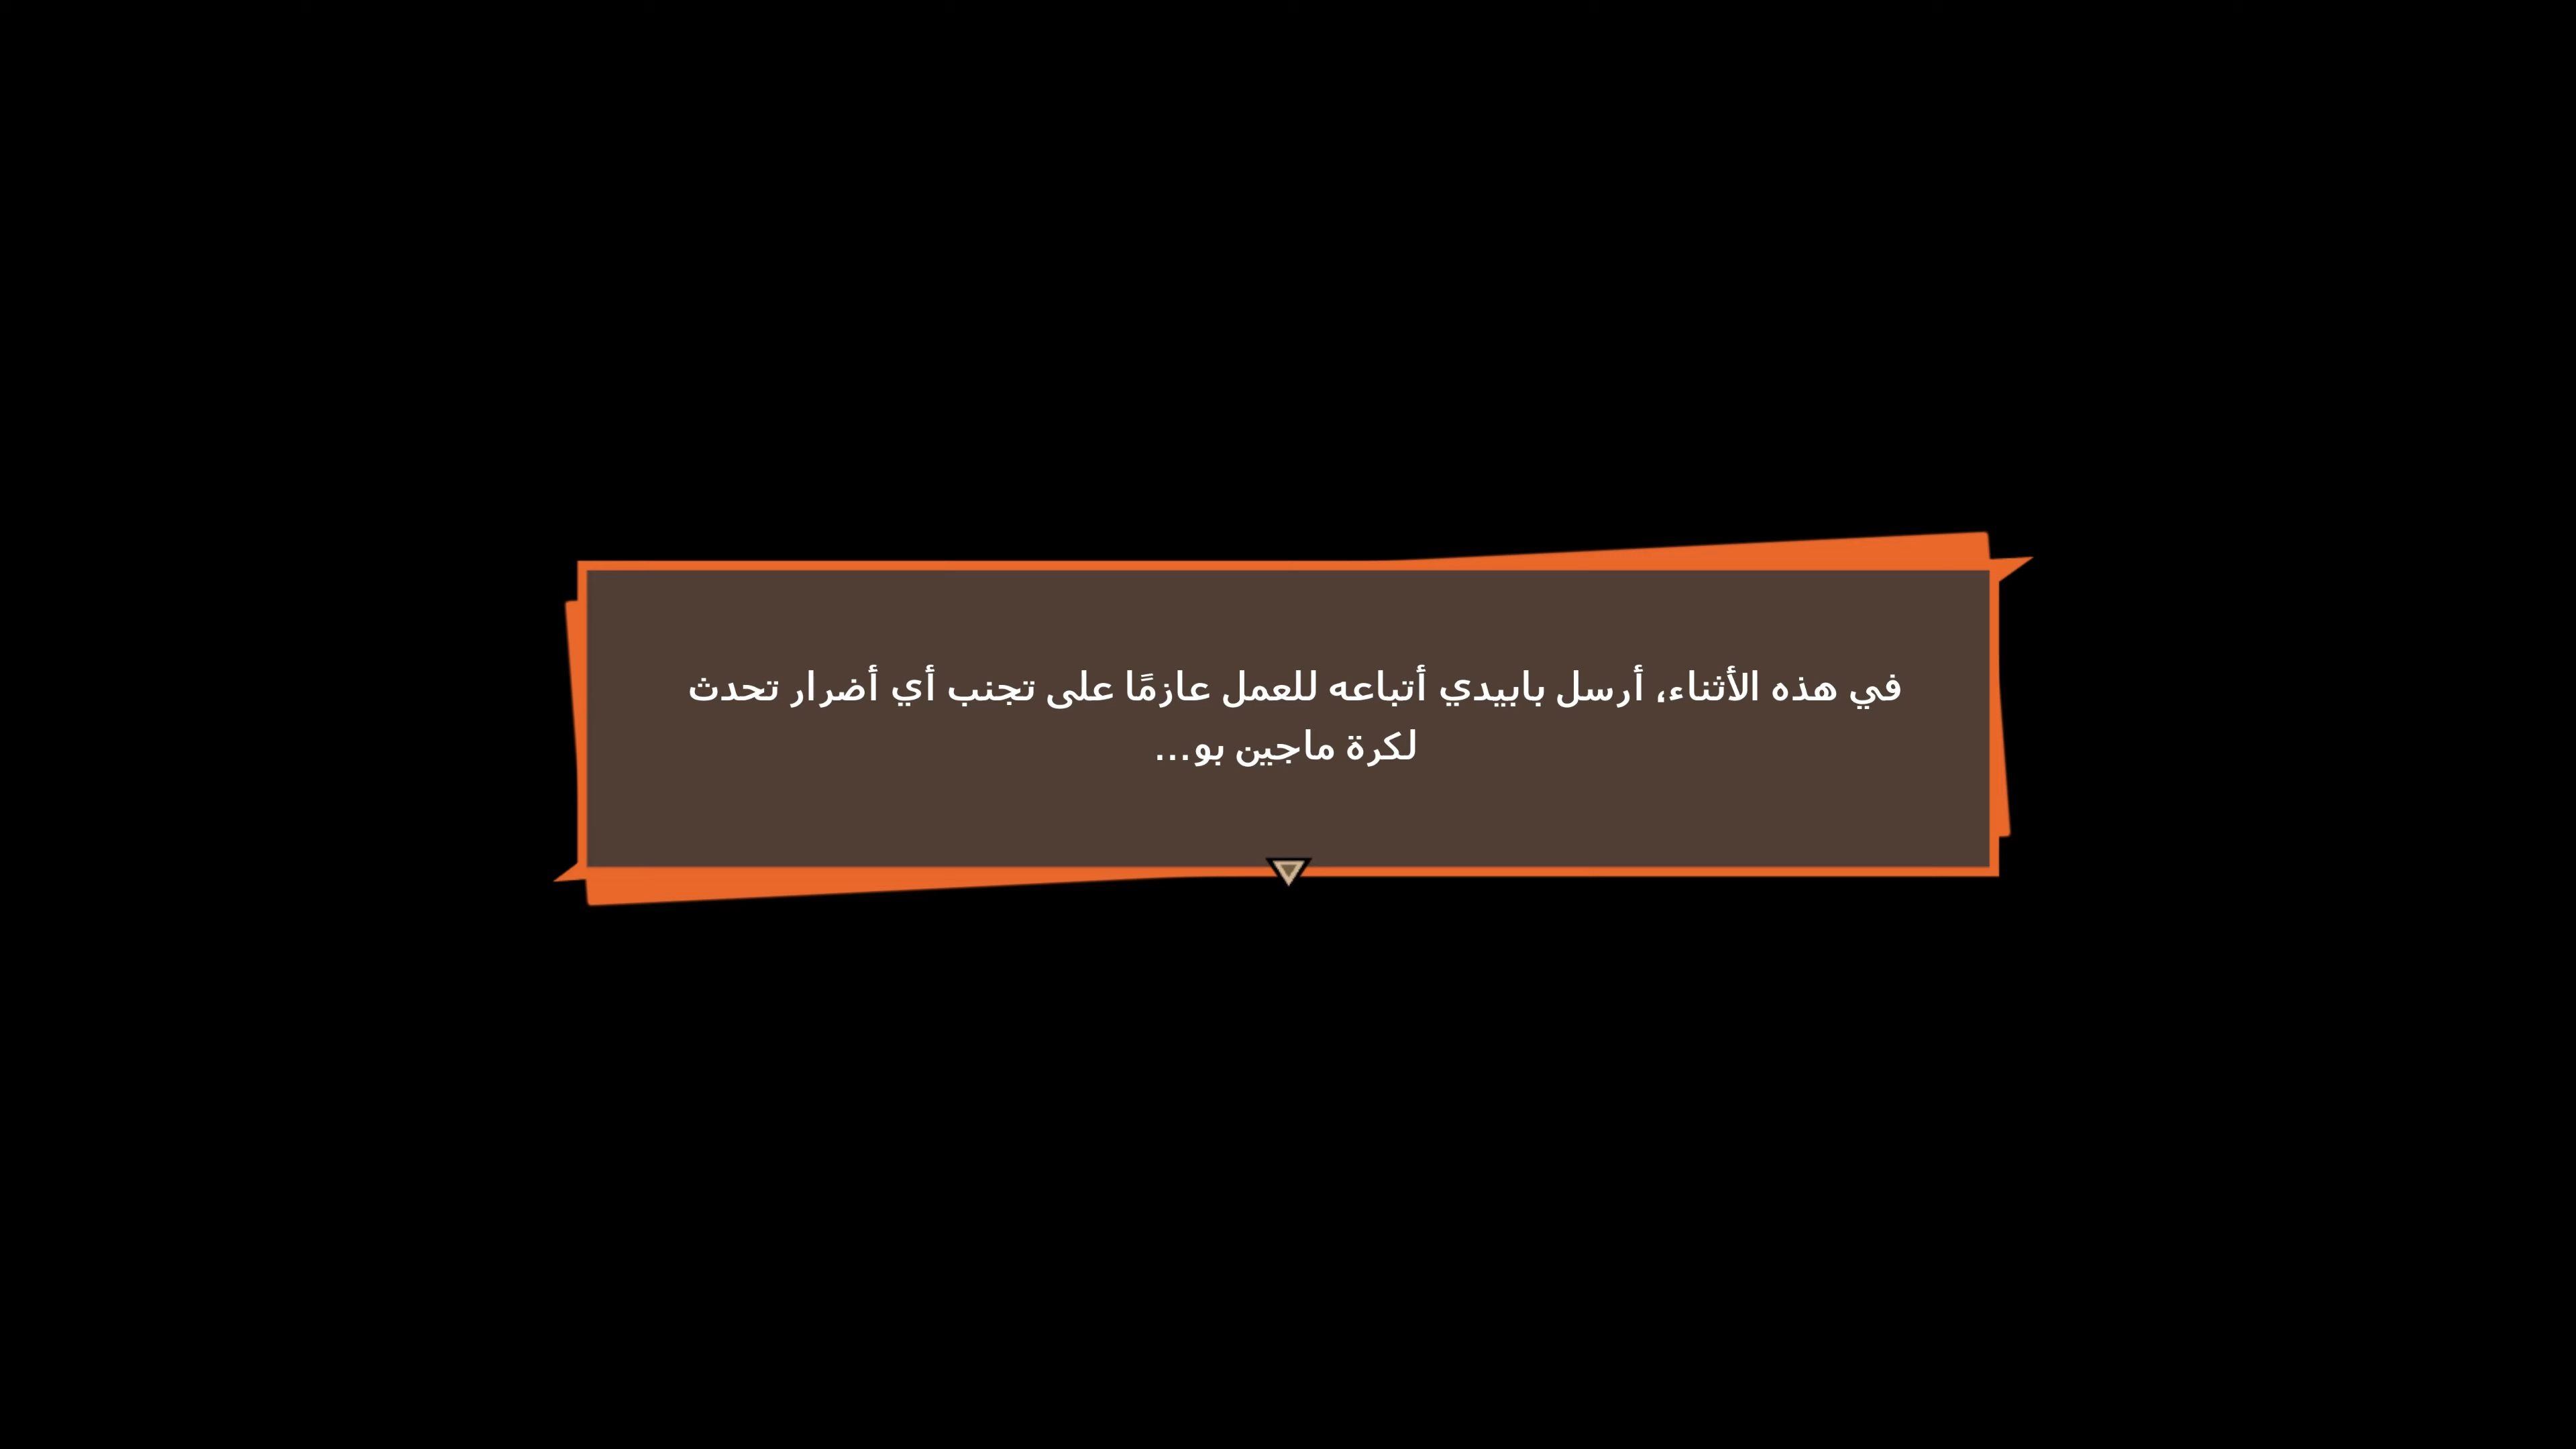 في هذه الأثناء، أرسل بابيدي أتباعه للعمل عازمًا على تجنب أي أضرار تحدث
لكرة ماجين بو...